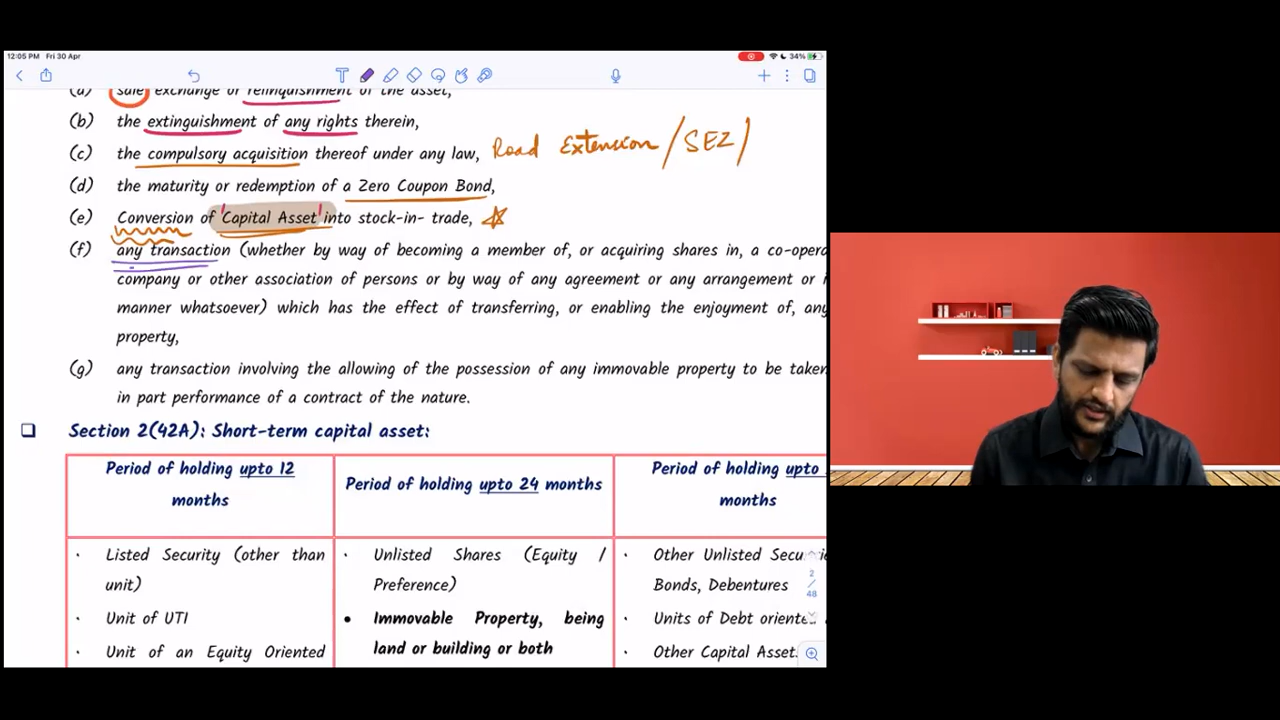 12:05 PM Fri 30 Apr 34%
(a) sale exchange or relinquishment of the asset,
(b) the extinguishment of any rights therein,
(c) the compulsory acquisition thereof under any law, Road Extension / SEZ /
(d) the maturity or redemption of a Zero Coupon Bond,
(e) Conversion of 'Capital Asset' into stock-in- trade,
(f) any transaction (whether by way of becoming a member of, or acquiring shares in, a co-opera
company or other association of persons or by way of any agreement or any arrangement or i
manner whatsoever) which has the effect of transferring, or enabling the enjoyment of, any
property,
(g) any transaction involving the allowing of the possession of any immovable property to be taken
in part performance of a contract of the nature.
Section 2(42A): Short-term capital asset:
Period of holding upto 12
months
Period of holding upto 24 months
Period of holding upto
months
· Listed Security (other than
unit)
· Unit of UTI
· Unit of an Equity Oriented
· Unlisted Shares (Equity /
Preference)
• Immovable Property, being
land or building or both
· Other Unlisted
Bonds, Debentures
· Units of Debt oriented
· Other Capital Asset
2
/
48